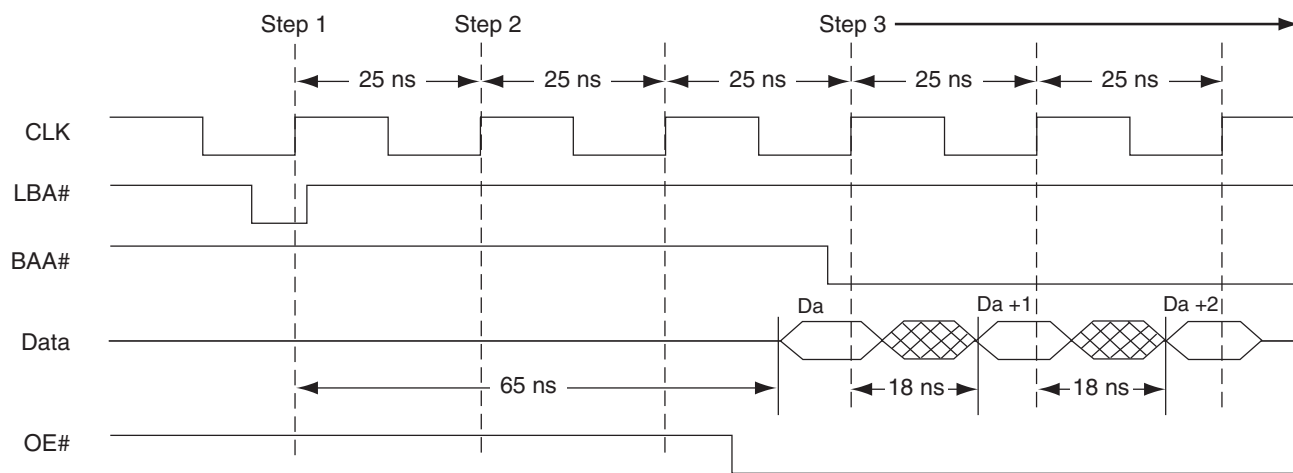 Step 1 Step 2 Step 3
25 ns 25 ns 25 ns 25 ns 25 ns
CLK
LBA#
BAA#
Da Da +1 Da +2
Data
65 ns 18 ns 18 ns
OE#